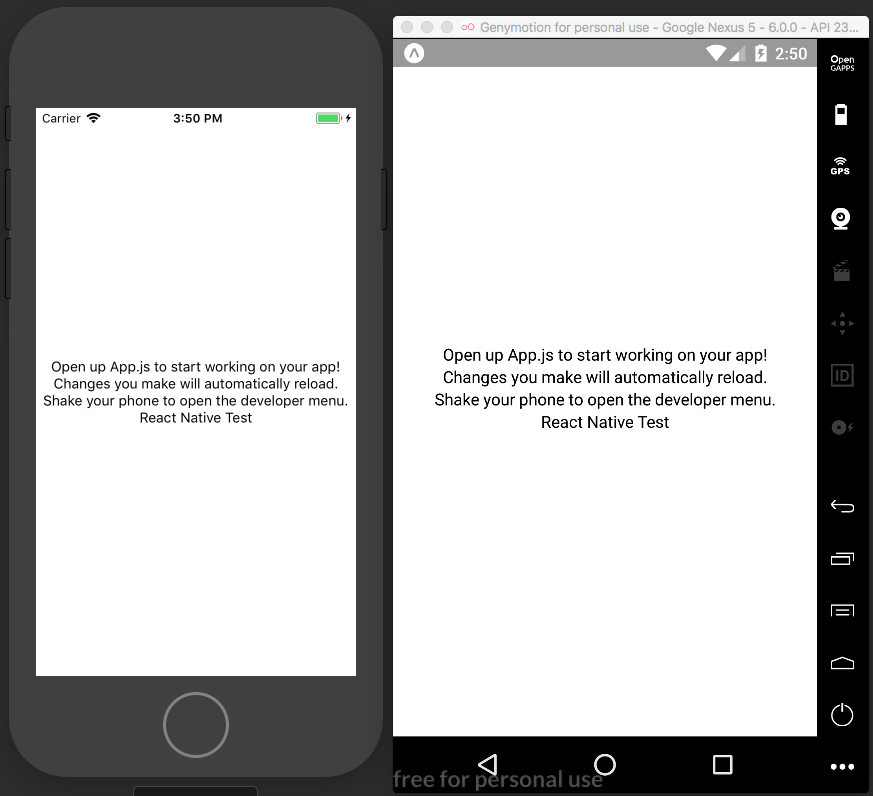 Carrier
3:50 PM
Open up App.js to start working on your app!
Changes you make will automatically reload.
Shake your phone to open the developer menu.
React Native Test
Genymotion for personal use - Google Nexus 5 - 6.0.0 - API 23...
2:50
Open up App.js to start working on your app!
Changes you make will automatically reload.
Shake your phone to open the developer menu.
React Native Test
free for personal use
Open
GAPPS
GPS
ID